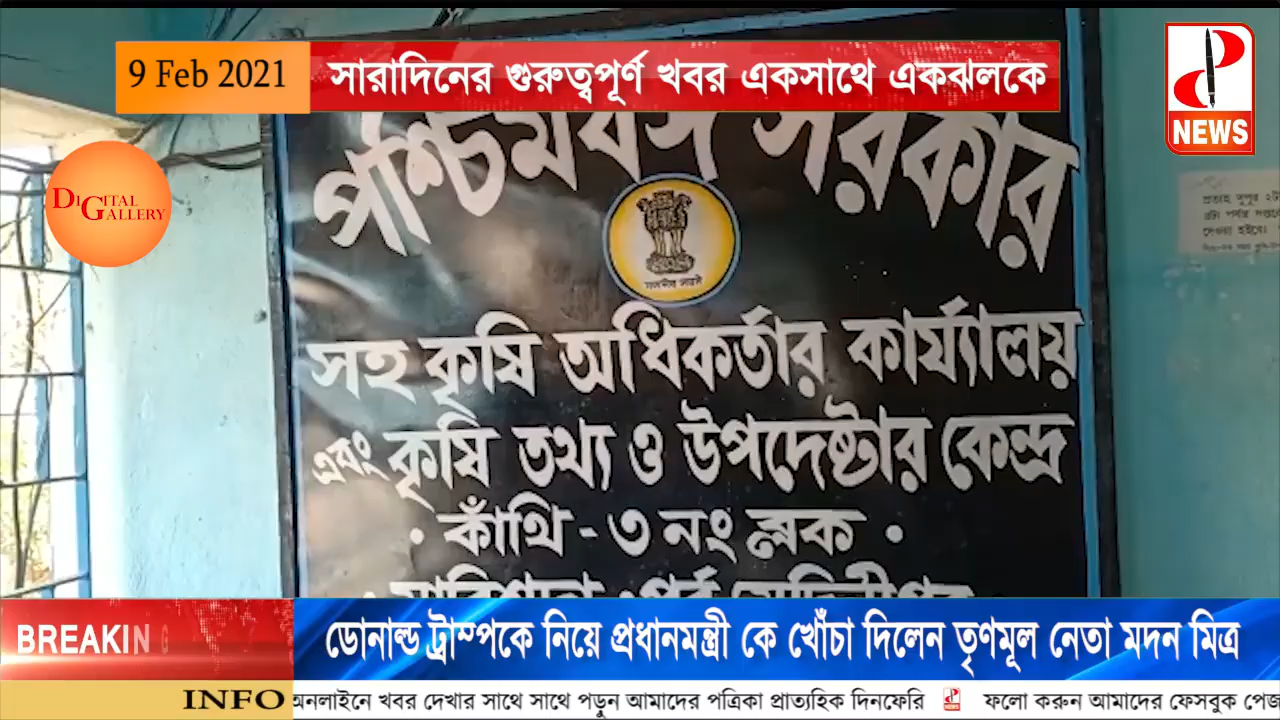 9 Feb 2021
সারাদিনের গুরুত্বপূর্ণ খবর একসাথে একঝলকে
NEWS
DIGITAL
GALLERY
পশ্চিমবঙ্গ সরকার
সহ কৃষি অধিকর্তার কার্য্যালয়
এবং কৃষি তথ্য ও উপদেষ্টার কেন্দ্র
• কাঁথি - ৩ নং ব্লক •
মারিশদা • পূর্ব মেদিনীপুর
BREAKING
ডোনাল্ড ট্রাম্পকে নিয়ে প্রধানমন্ত্রী কে খোঁচা দিলেন তৃণমূল নেতা মদন মিত্র
INFO
অনলাইনে খবর দেখার সাথে সাথে পড়ুন আমাদের পত্রিকা প্রাত্যহিক দিনফেরি NEWS ফলো করুন আমাদের ফেসবুক পেজ